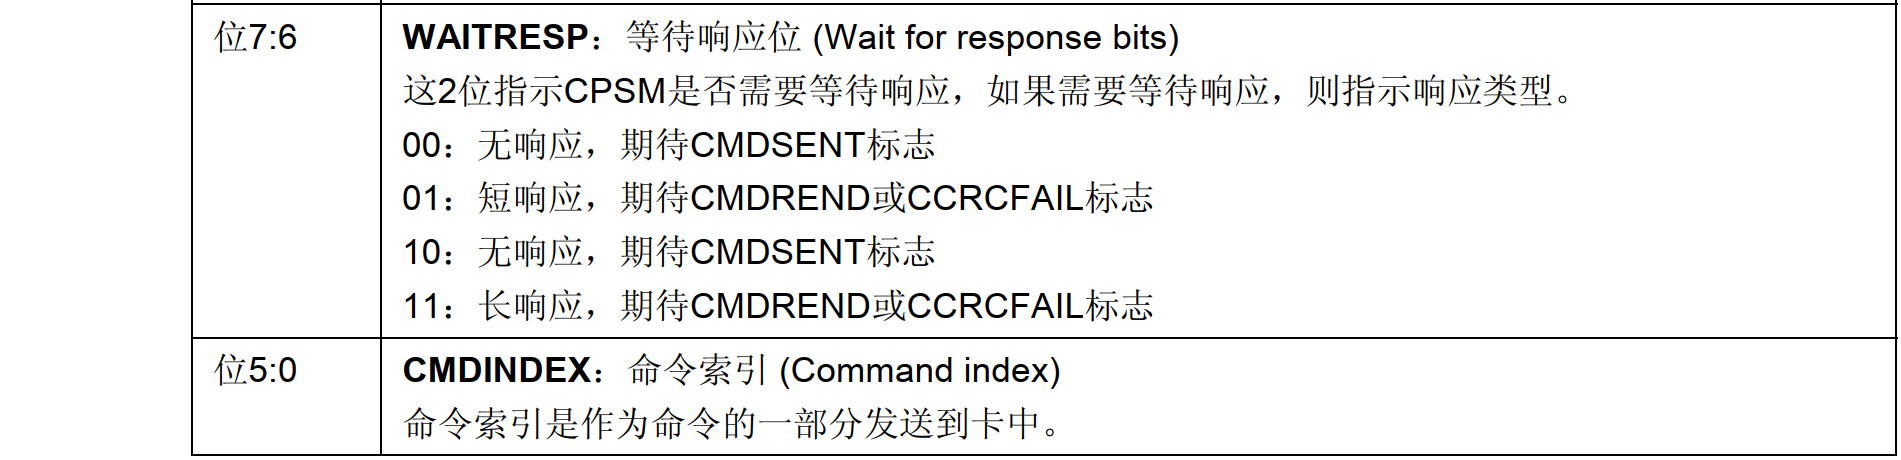 位7:6
WAITRESP：等待响应位 (Wait for response bits)
这2位指示CPSM是否需要等待响应，如果需要等待响应，则指示响应类型。
00：无响应，期待CMDSENT标志
01：短响应，期待CMDREND或CCRCFAIL标志
10：无响应，期待CMDSENT标志
11：长响应，期待CMDREND或CCRCFAIL标志
位5:0
CMDINDEX：命令索引 (Command index)
命令索引是作为命令的一部分发送到卡中。